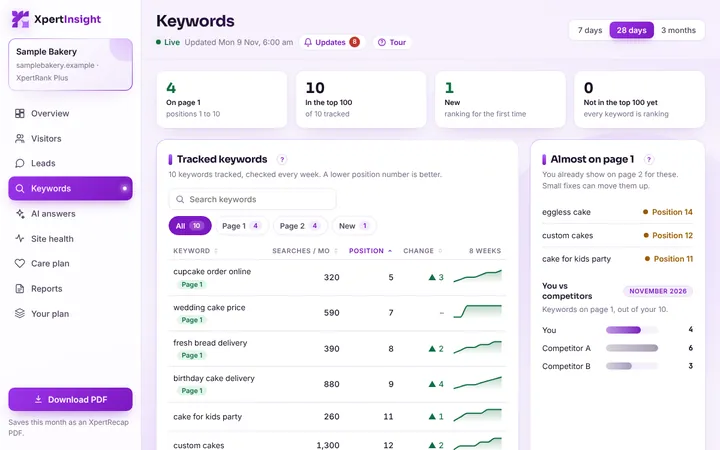 XpertInsight
Sample Bakery
samplebakery.example ·
XpertRank Plus
Overview
Visitors
Leads
Keywords
AI answers
Site health
Care plan
Reports
Your plan
Download PDF
Saves this month as an XpertRecap
PDF.
Keywords
Live Updated Mon 9 Nov, 6:00 am Updates 8 Tour
7 days 28 days 3 months
4
On page 1
positions 1 to 10
10
In the top 100
of 10 tracked
1
New
ranking for the first time
0
Not in the top 100 yet
every keyword is ranking
Tracked keywords ?
10 keywords tracked, checked every week. A lower position number is better.
Search keywords
All 10 Page 1 4 Page 2 4 New 1
KEYWORD SEARCHES / MO POSITION CHANGE 8 WEEKS
cupcake order online 320 5 ▲ 3
Page 1
wedding cake price 590 7 –
Page 1
fresh bread delivery 390 8 ▲ 2
Page 1
birthday cake delivery 880 9 ▲ 4
Page 1
cake for kids party 260 11 ▲ 1
custom cakes 1,300 12 ▲ 2
Almost on page 1 ?
You already show on page 2 for these.
Small fixes can move them up.
eggless cake Position 14
custom cakes Position 12
cake for kids party Position 11
You vs
competitors NOVEMBER 2026
Keywords on page 1, out of your 10.
You 4
Competitor A 6
Competitor B 3